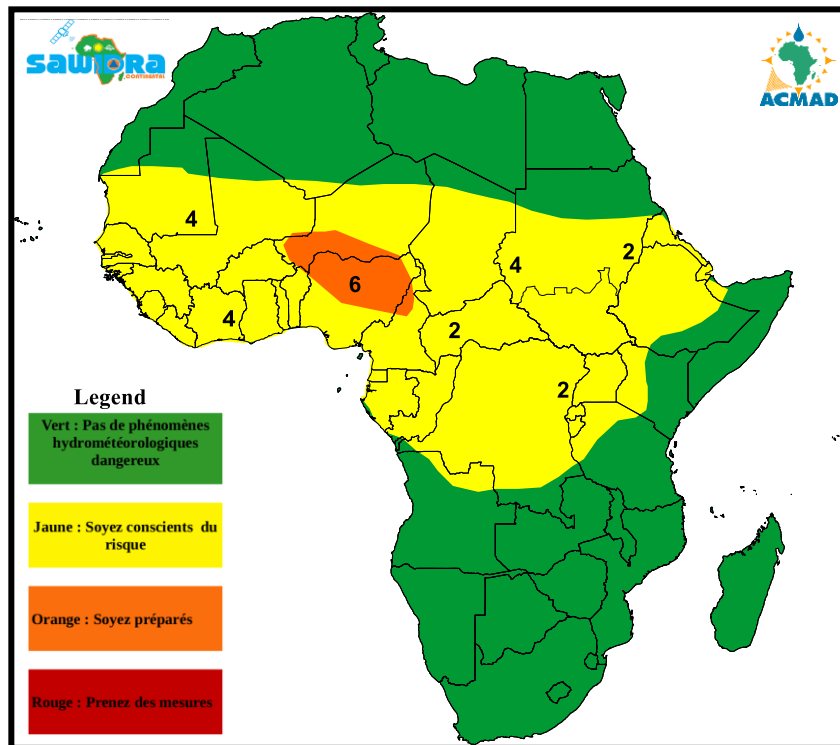 SAWIDRA
CONTINENTAL
ACMAD
4
2
4
6
4
2
2
Legend
Vert : Pas de phénomènes
hydrométéorologiques
dangereux
Jaune : Soyez conscients du
risque
Orange : Soyez préparés
Rouge : Prenez des mesures